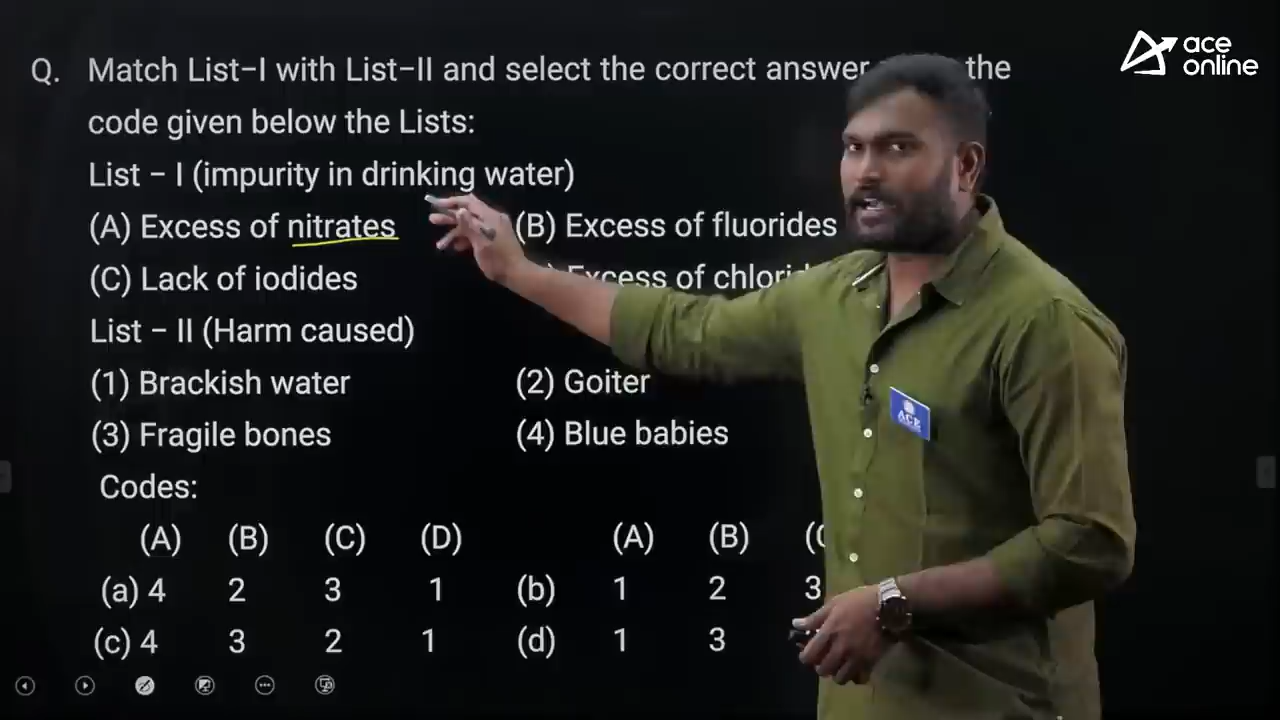 ace
online
Q. Match List-I with List-II and select the correct answer the
code given below the Lists:
List - I (impurity in drinking water)
(A) Excess of nitrates (B) Excess of fluorides
(C) Lack of iodides Excess of
List - II (Harm caused)
(1) Brackish water (2) Goiter
(3) Fragile bones (4) Blue babies
Codes:
(A) (B) (C) (D) (A) (B)
(a) 4 2 3 1 (b) 1 2 3
(c) 4 3 2 1 (d) 1 3
ACE